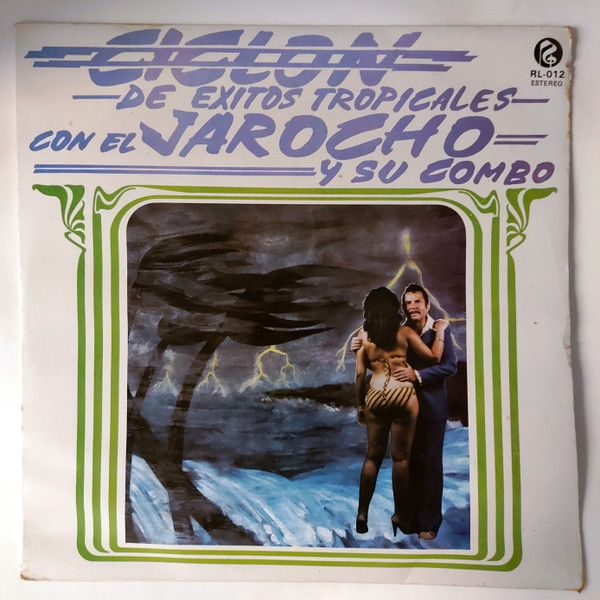 CICLON
DE EXITOS TROPICALES
CON EL JAROCHO
Y SU COMBO
RL-012
ESTEREO